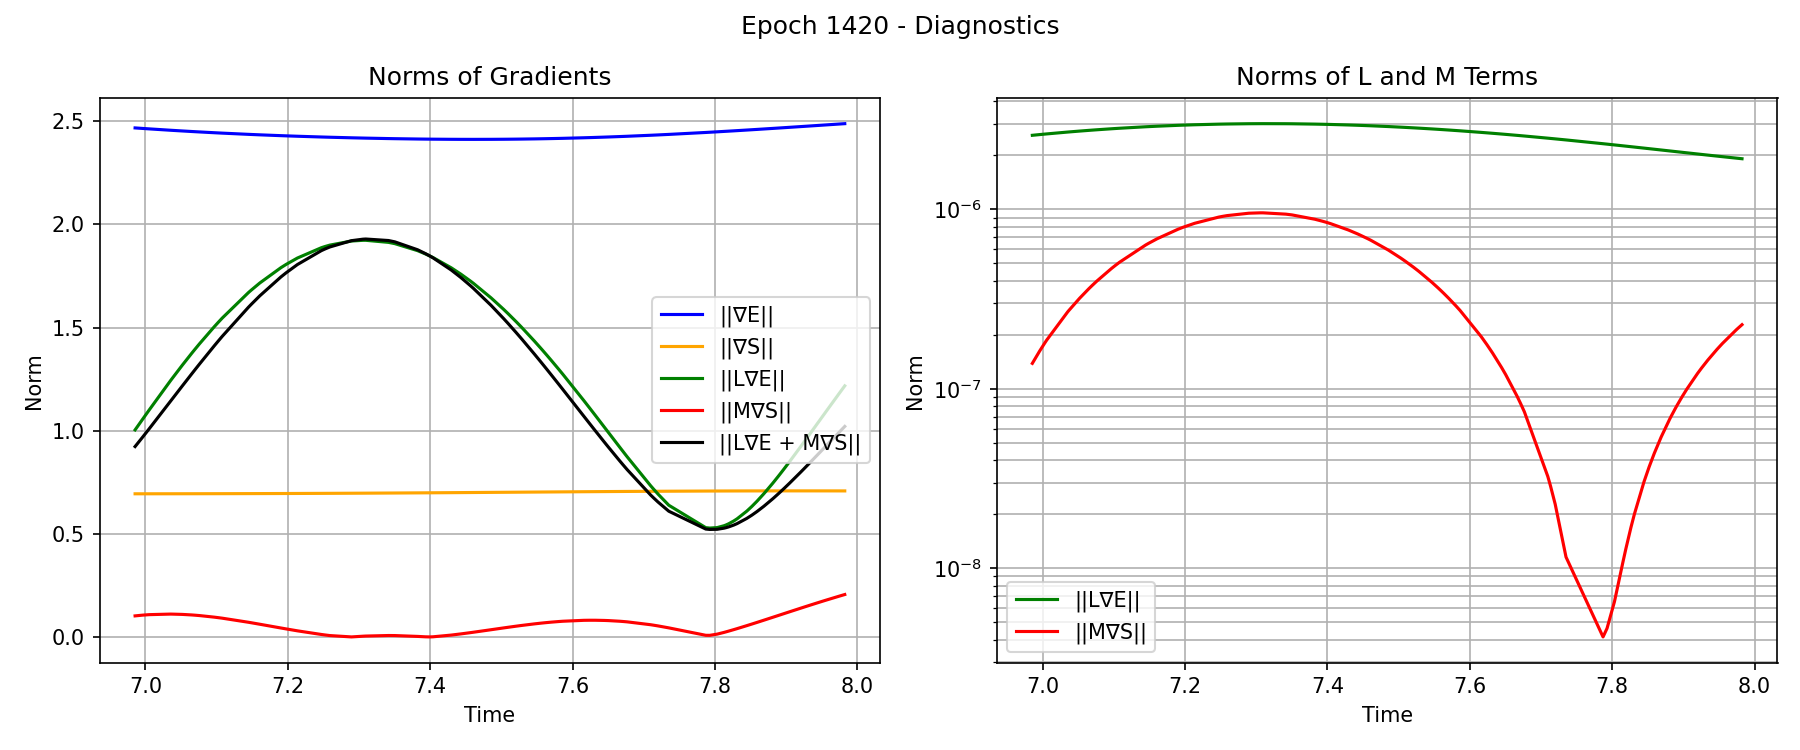 Epoch 1420 - Diagnostics
Norms of Gradients
Norm
2.5
2.0
1.5
1.0
0.5
0.0
||∇E||
||∇S||
||L∇E||
||M∇S||
||L∇E + M∇S||
7.0 7.2 7.4 7.6 7.8 8.0
Time
Norms of L and M Terms
Norm
10⁻⁶
10⁻⁷
10⁻⁸
||L∇E||
||M∇S||
7.0 7.2 7.4 7.6 7.8 8.0
Time